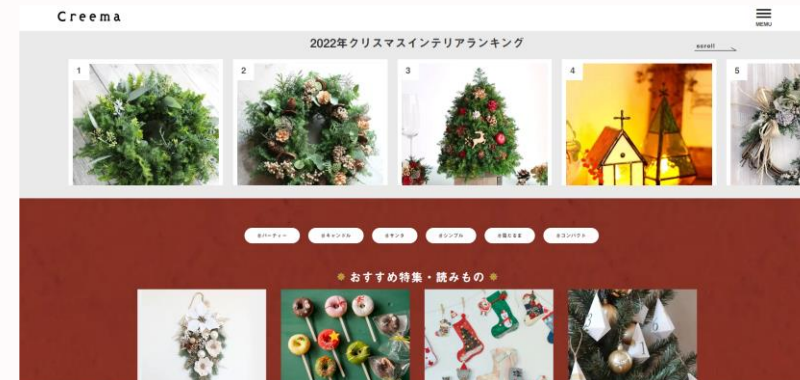 Creema
MENU
2022年クリスマスインテリアランキング
scroll
1
2
3
4
5
#パーティー
#キャンドル
#サンタ
#シンプル
#コンパクト
おすすめ特集・読みもの